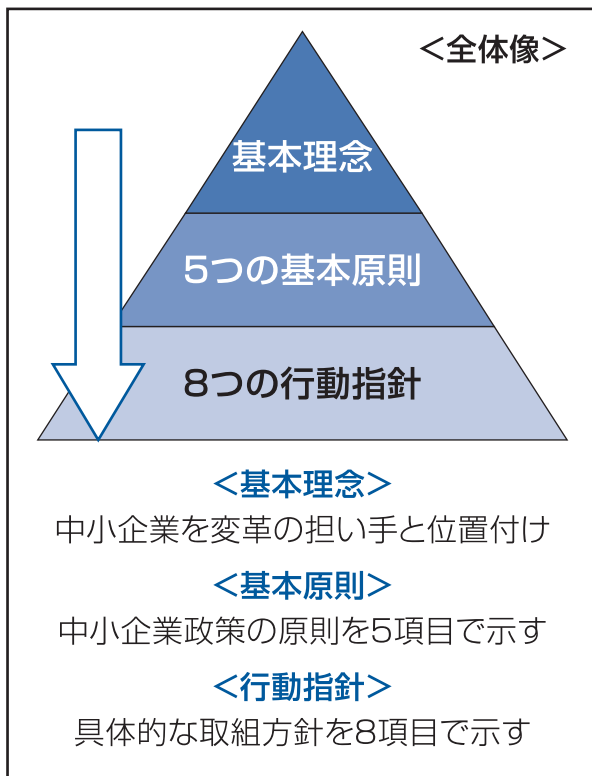 ＜全体像＞
基本理念
5つの基本原則
8つの行動指針
＜基本理念＞
中小企業を変革の担い手と位置付け
＜基本原則＞
中小企業政策の原則を5項目で示す
＜行動指針＞
具体的な取組方針を8項目で示す